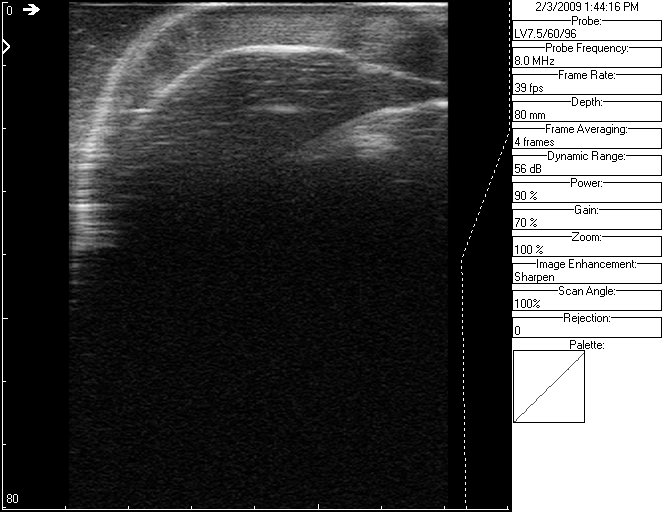 0
80
2/3/2009 1:44:16 PM
Probe:
LV7.5/60/96
Probe Frequency:
8.0 MHz
Frame Rate:
39 fps
Depth:
80 mm
Frame Averaging:
4 frames
Dynamic Range:
56 dB
Power:
90 %
Gain:
70 %
Zoom:
100 %
Image Enhancement:
Sharpen
Scan Angle:
100%
Rejection:
0
Palette: